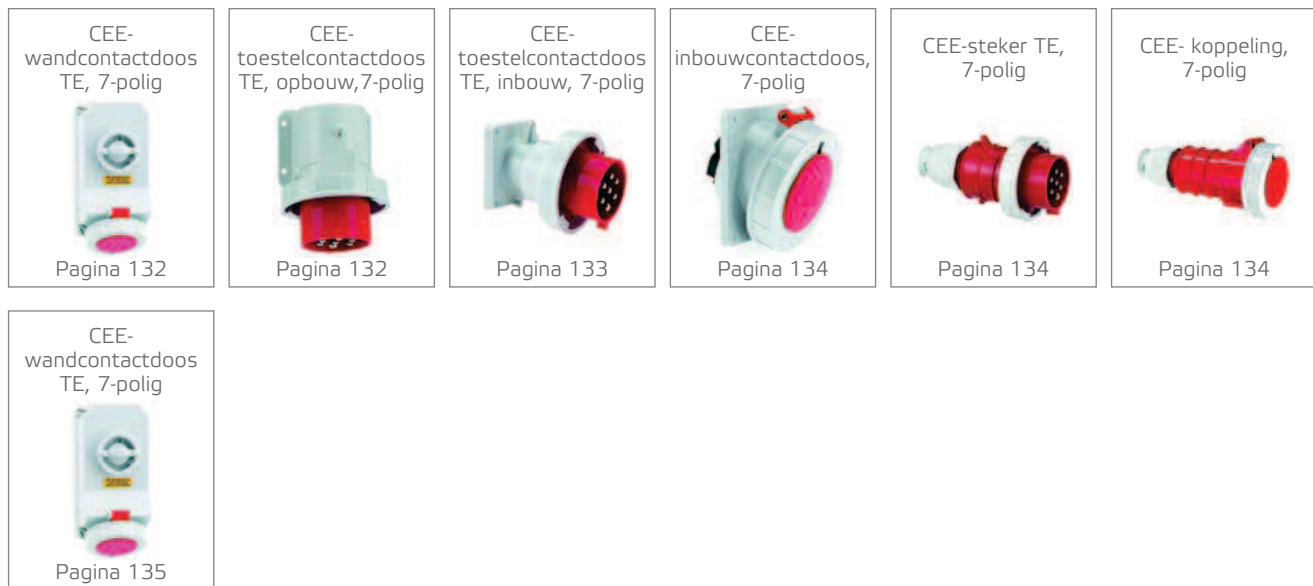 CEE-
wandcontactdoos
TE, 7-polig
Pagina 132
CEE-
toestelcontactdoos
TE, opbouw,7-polig
Pagina 132
CEE-
toestelcontactdoos
TE, inbouw, 7-polig
Pagina 133
CEE-
inbouwcontactdoos,
7-polig
Pagina 134
CEE-steker TE,
7-polig
Pagina 134
CEE- koppeling,
7-polig
Pagina 134
CEE-
wandcontactdoos
TE, 7-polig
Pagina 135